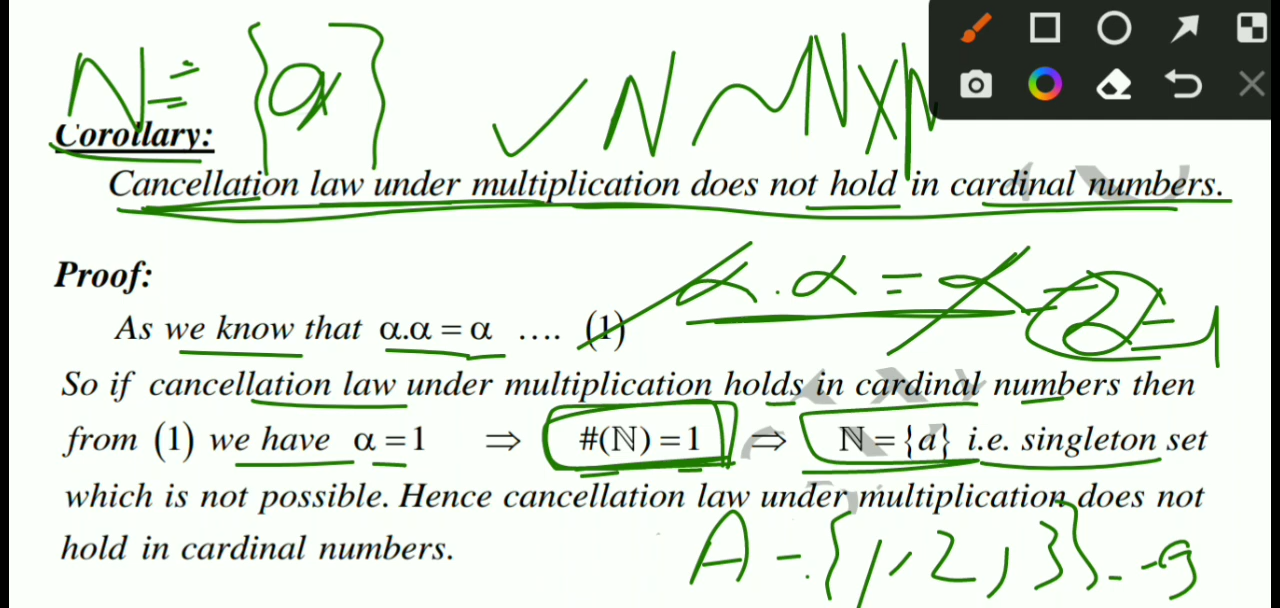 N = {a}
✓ N ~ N×N
Corollary:
Cancellation law under multiplication does not hold in cardinal numbers.
α.α = α = 1
Proof:
As we know that α.α = α .... (1)
So if cancellation law under multiplication holds in cardinal numbers then
from (1) we have α = 1 ⇒ #(ℕ) = 1 ⇒ ℕ = {a} i.e. singleton set
which is not possible. Hence cancellation law under multiplication does not
hold in cardinal numbers.
A = {1, 2, 3}